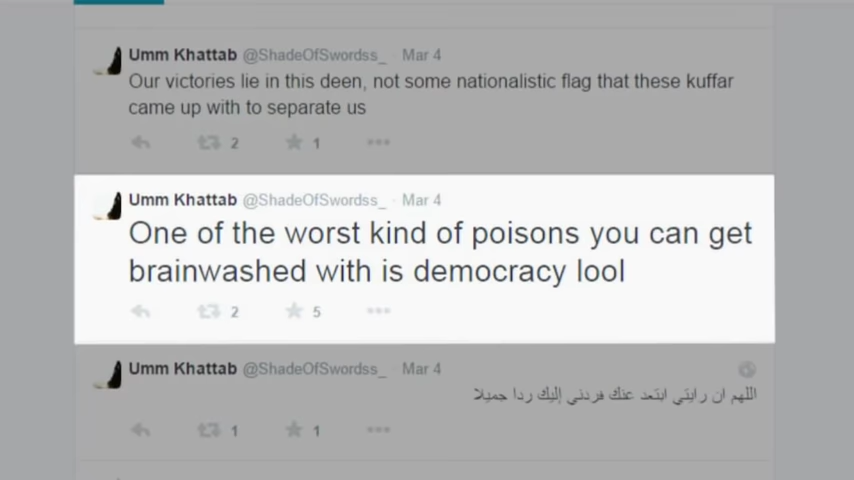 Umm Khattab @ShadeOfSwordss_ · Mar 4
Our victories lie in this deen, not some nationalistic flag that these kuffar
came up with to separate us
2 1
Umm Khattab @ShadeOfSwordss_ · Mar 4
One of the worst kind of poisons you can get
brainwashed with is democracy lool
2 5
Umm Khattab @ShadeOfSwordss_ · Mar 4
اللهم ان رايتي ابتعد عنك فردني إليك ردا جميلا
1 1